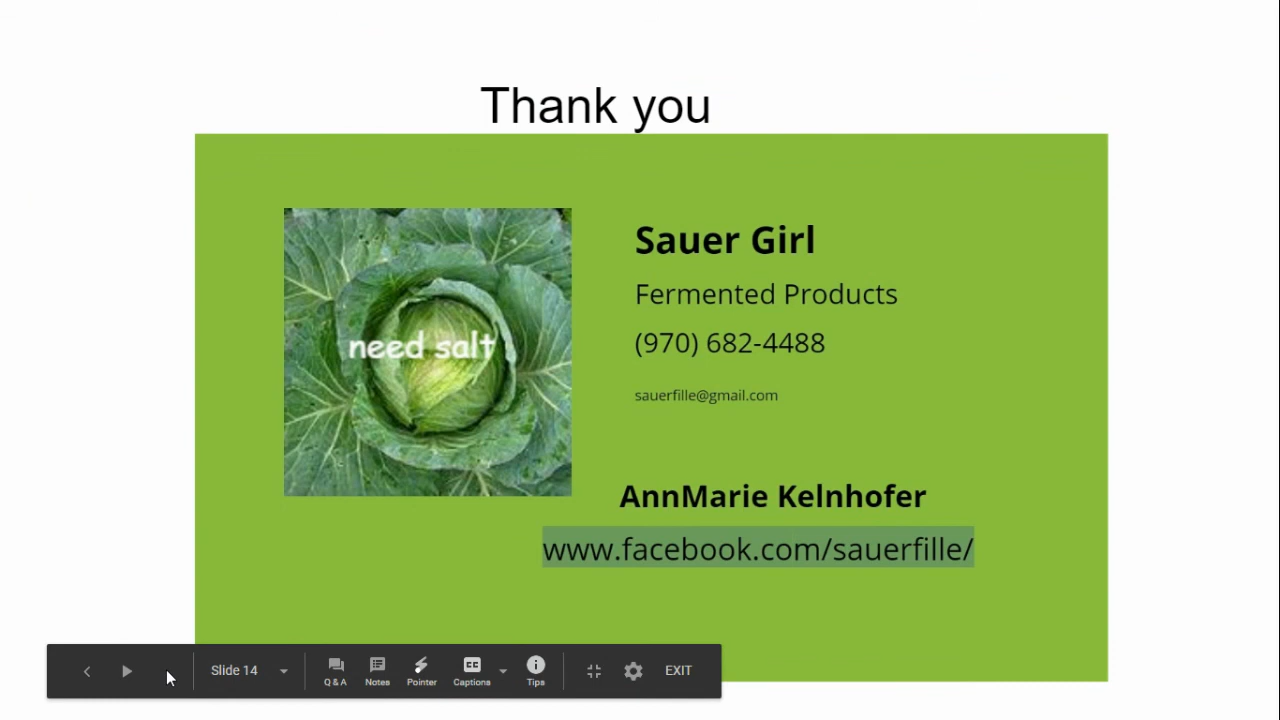 Thank you
Sauer Girl
Fermented Products
(970) 682-4488
sauerfille@gmail.com
need salt
AnnMarie Kelnhofer
www.facebook.com/sauerfille/
Slide 14
Q & A
Notes
Pointer
Captions
Tips
EXIT